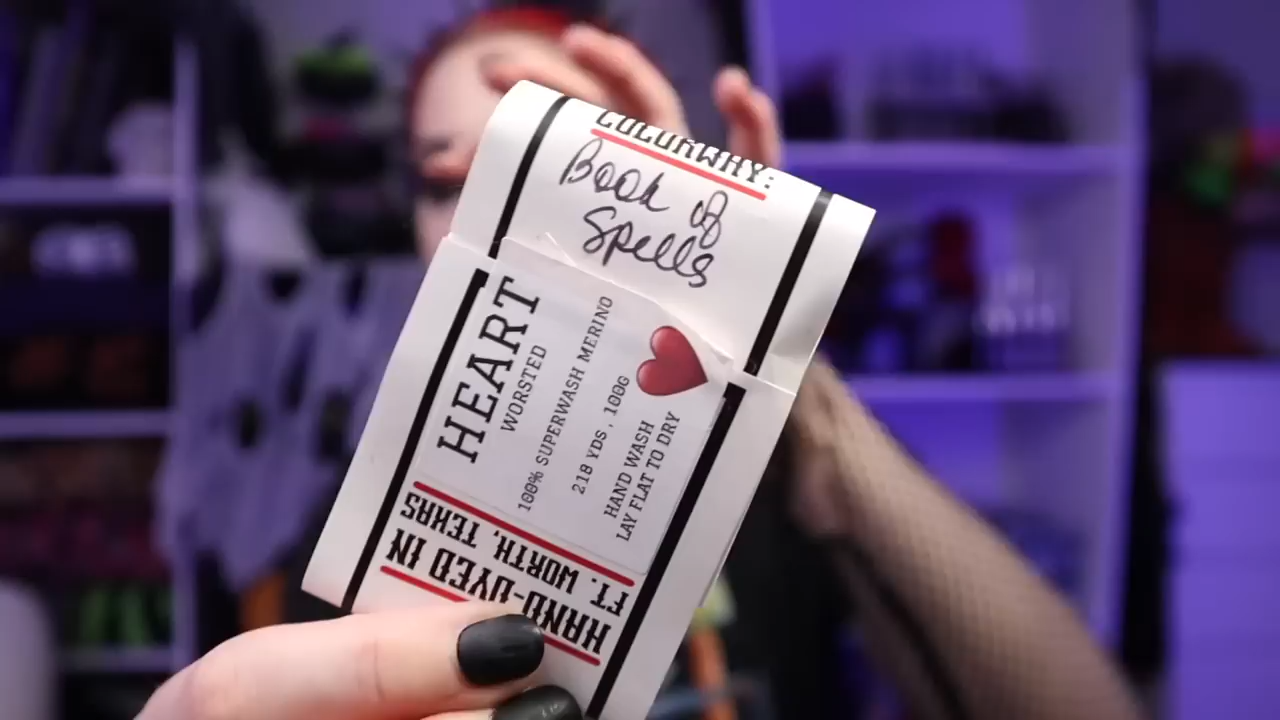 COLORWAY:
Book of
Spells
HEART
WORSTED
100% SUPERWASH MERINO
218 YDS, 100G
HAND WASH
LAY FLAT TO DRY
HAND-DYED IN
FT. WORTH, TEXAS